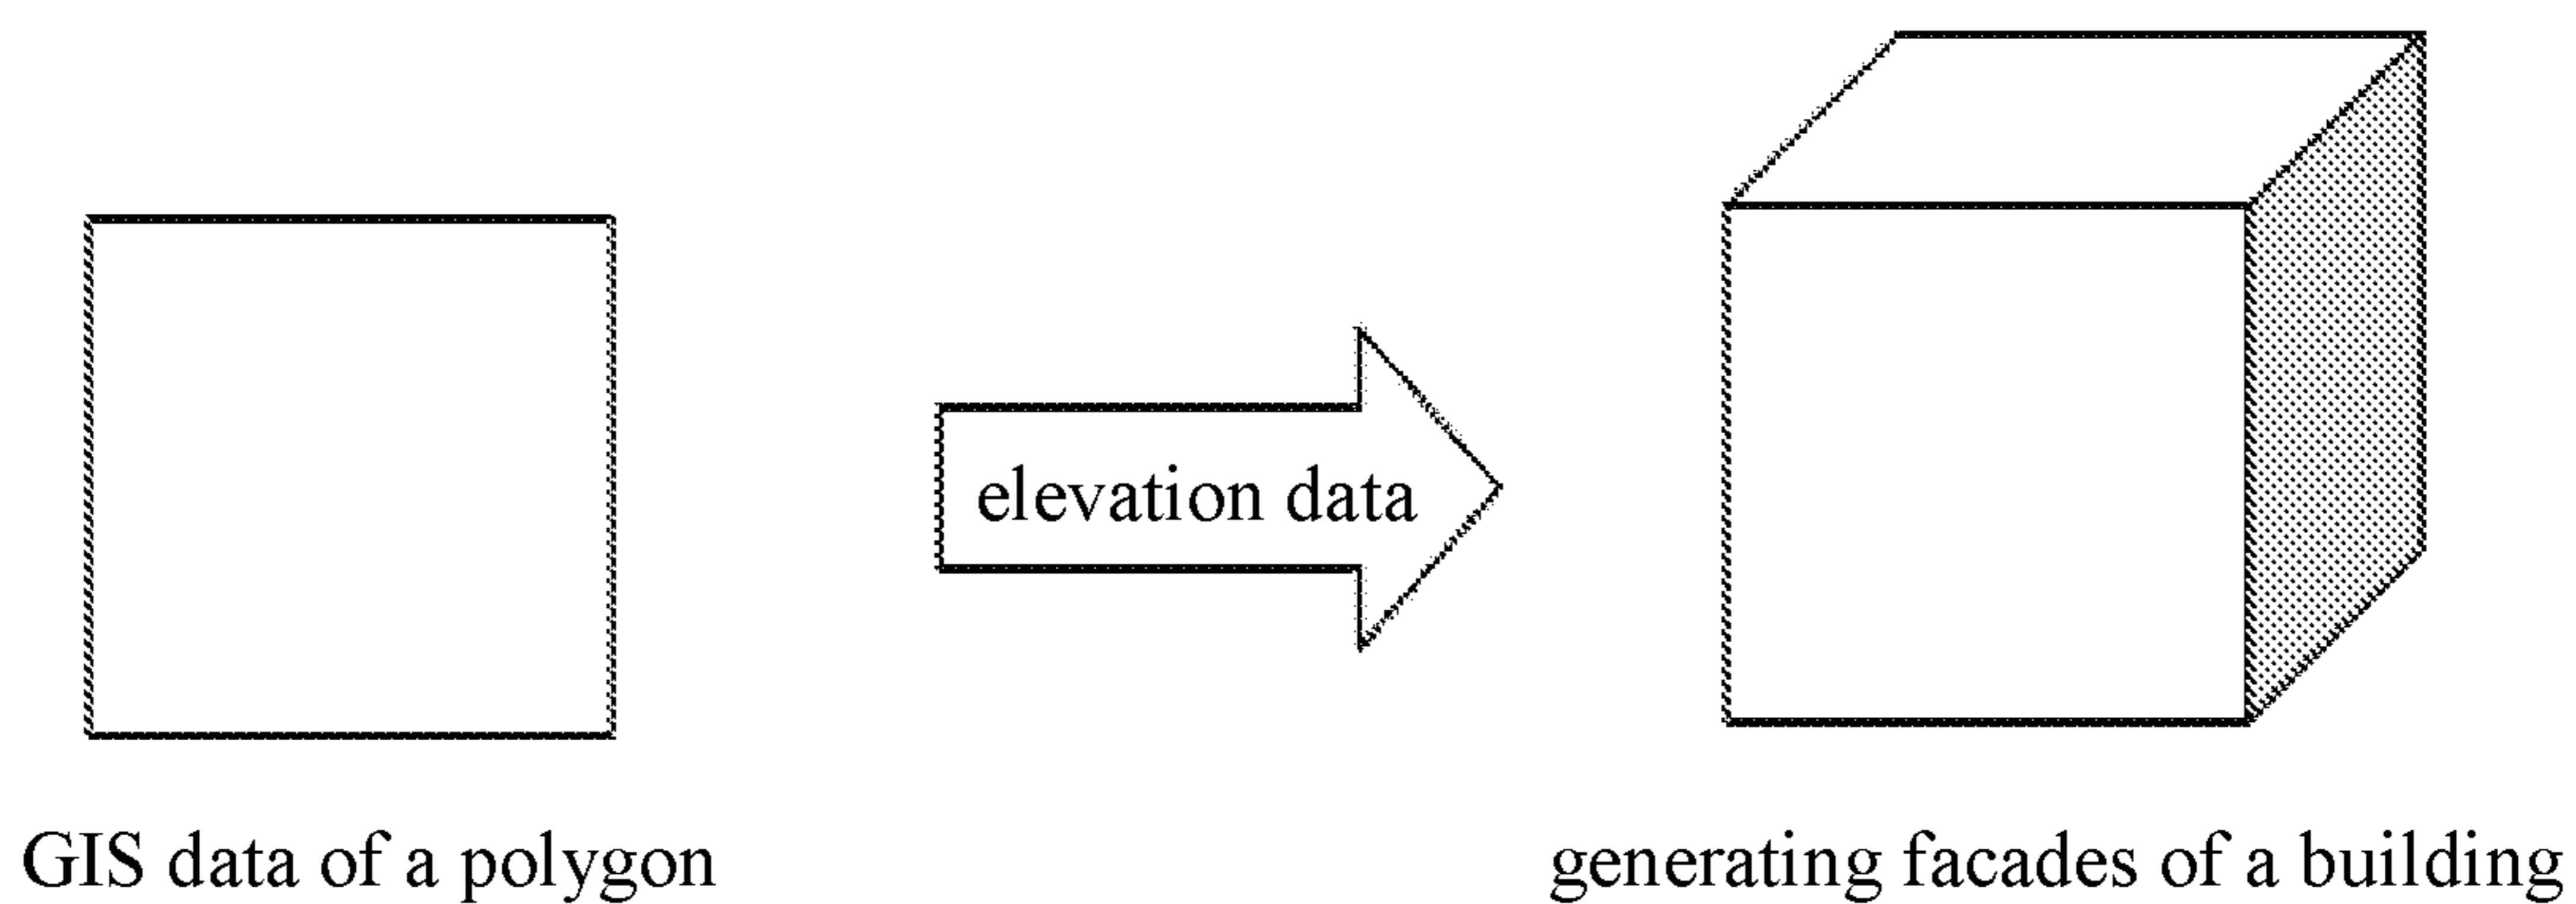 elevation data
GIS data of a polygon
generating facades of a building